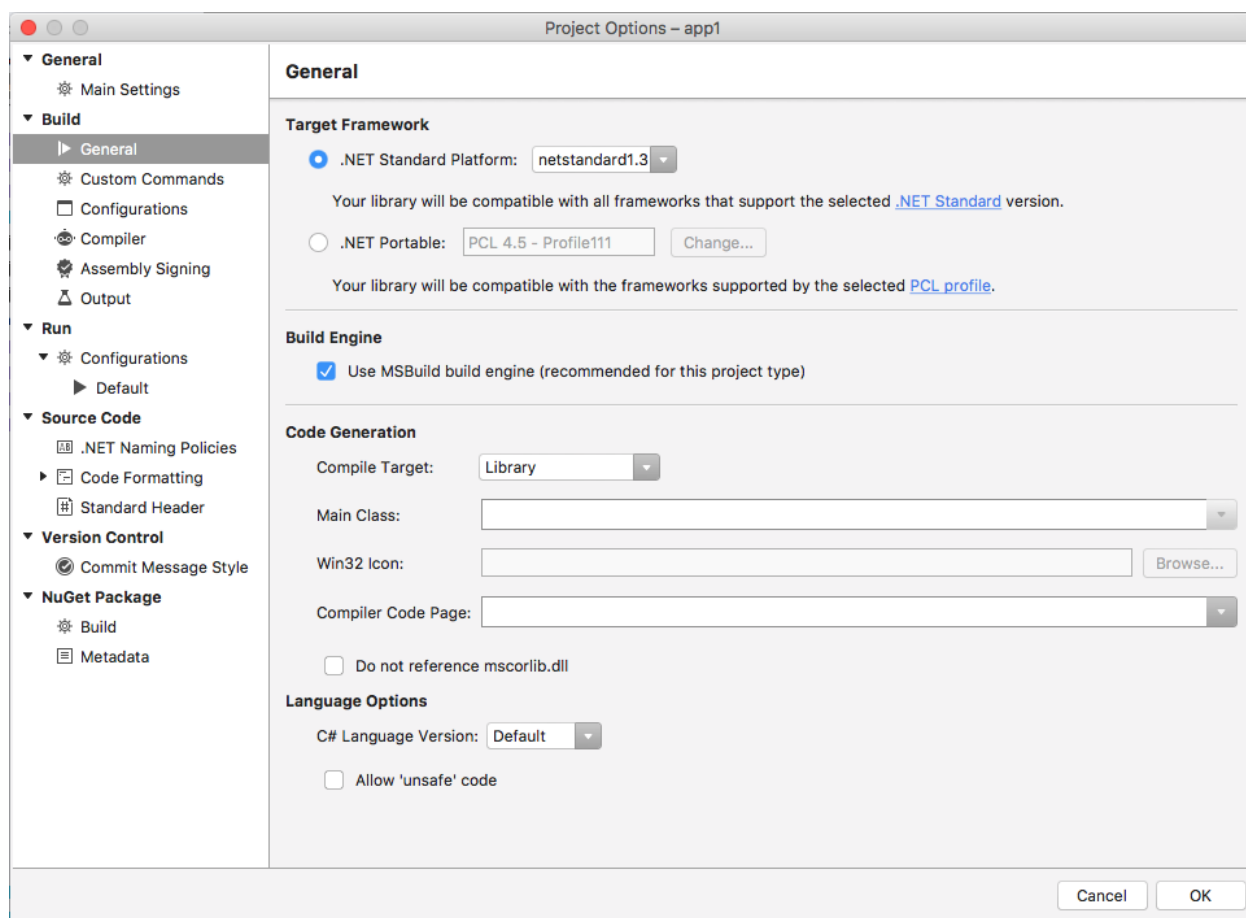 Project Options – app1
General
Main Settings
Build
General
Custom Commands
Configurations
Compiler
Assembly Signing
Output
Run
Configurations
Default
Source Code
.NET Naming Policies
Code Formatting
Standard Header
Version Control
Commit Message Style
NuGet Package
Build
Metadata
General
Target Framework
.NET Standard Platform: netstandard1.3
Your library will be compatible with all frameworks that support the selected .NET Standard version.
.NET Portable: PCL 4.5 - Profile111 Change...
Your library will be compatible with the frameworks supported by the selected PCL profile.
Build Engine
Use MSBuild build engine (recommended for this project type)
Code Generation
Compile Target: Library
Main Class:
Win32 Icon: Browse...
Compiler Code Page:
Do not reference mscorlib.dll
Language Options
C# Language Version: Default
Allow 'unsafe' code
Cancel OK